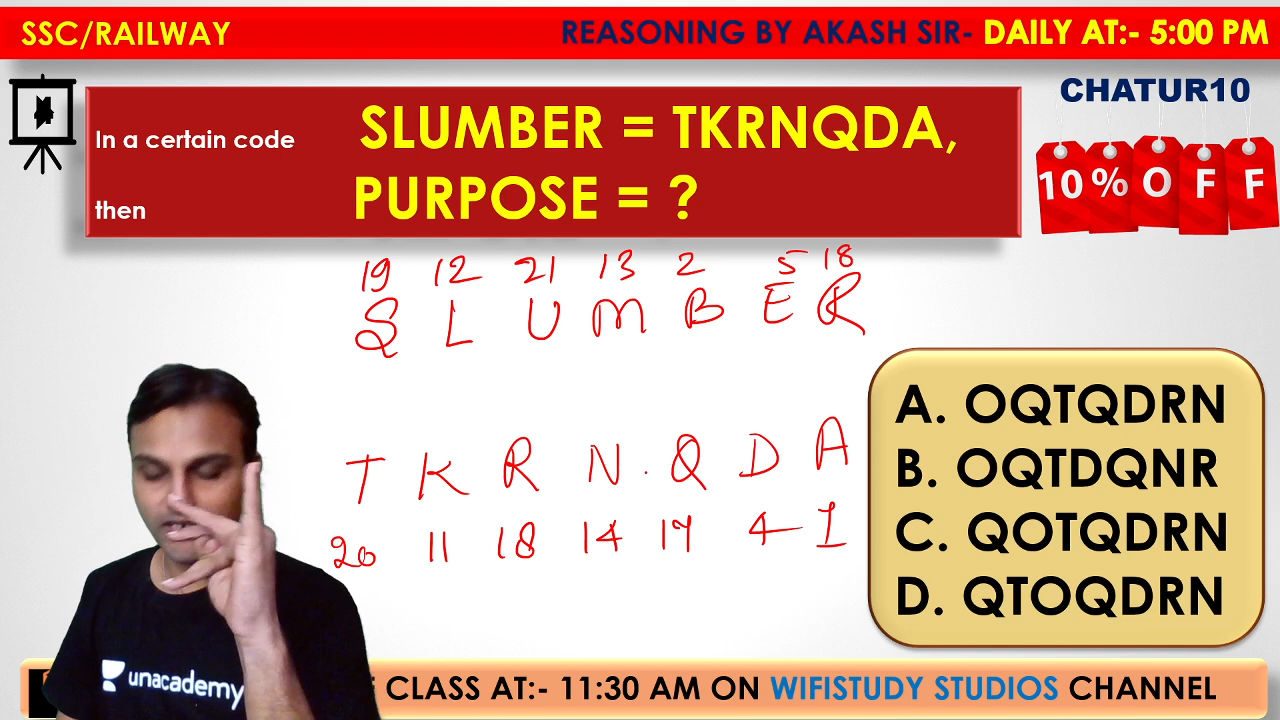 SSC/RAILWAY
REASONING BY AKASH SIR- DAILY AT:- 5:00 PM
CHATUR10
10% OFF
In a certain code SLUMBER = TKRNQDA,
then PURPOSE = ?
19 12 21 13 2 5 18
S L U M B E R
T K R N Q D A
20 11 18 14 17 4 1
A. OQTQDRN
B. OQTDQNR
C. QOTQDRN
D. QTOQDRN
unacademy
CLASS AT:- 11:30 AM ON WIFISTUDY STUDIOS CHANNEL